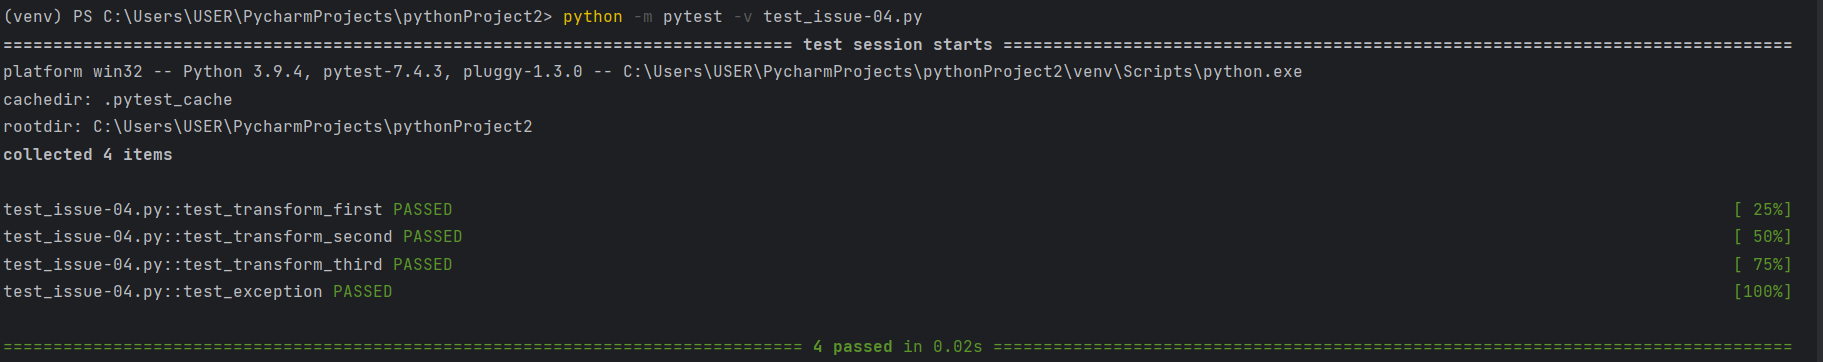 (venv) PS C:\Users\USER\PycharmProjects\pythonProject2> python -m pytest -v test_issue-04.py
=============================================================================== test session starts ===============================================================================
platform win32 -- Python 3.9.4, pytest-7.4.3, pluggy-1.3.0 -- C:\Users\USER\PycharmProjects\pythonProject2\venv\Scripts\python.exe
cachedir: .pytest_cache
rootdir: C:\Users\USER\PycharmProjects\pythonProject2
collected 4 items
test_issue-04.py::test_transform_first PASSED [ 25%]
test_issue-04.py::test_transform_second PASSED [ 50%]
test_issue-04.py::test_transform_third PASSED [ 75%]
test_issue-04.py::test_exception PASSED [100%]
================================================================================ 4 passed in 0.02s ================================================================================